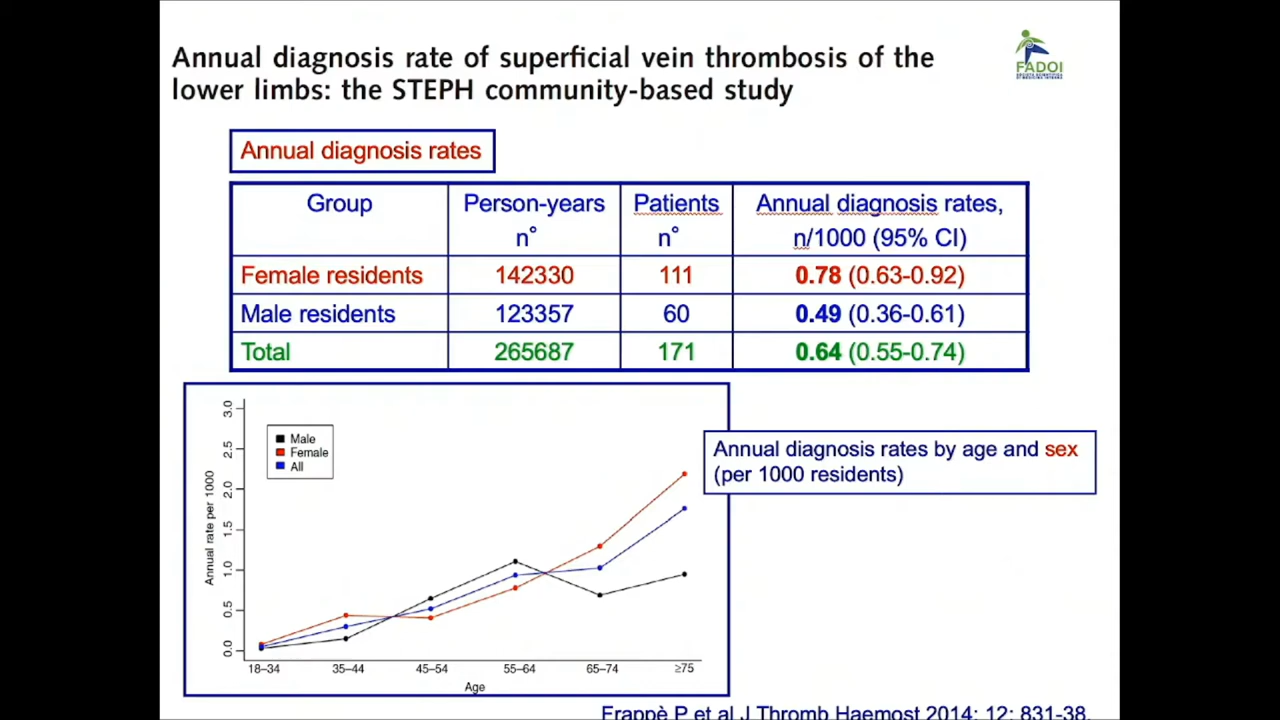 Annual diagnosis rate of superficial vein thrombosis of the
lower limbs: the STEPH community-based study
FADOI
Annual diagnosis rates
Group Person-years Patients Annual diagnosis rates,
n° n° n/1000 (95% CI)
Female residents 142330 111 0.78 (0.63-0.92)
Male residents 123357 60 0.49 (0.36-0.61)
Total 265687 171 0.64 (0.55-0.74)
Annual diagnosis rates by age and sex
(per 1000 residents)
Male
Female
All
Annual rate per 1000
3.0
2.5
2.0
1.5
1.0
0.5
0.0
18–34 35–44 45–54 55–64 65–74 ≥75
Age
Frappè P et al J Thromb Haemost 2014; 12: 831-38.